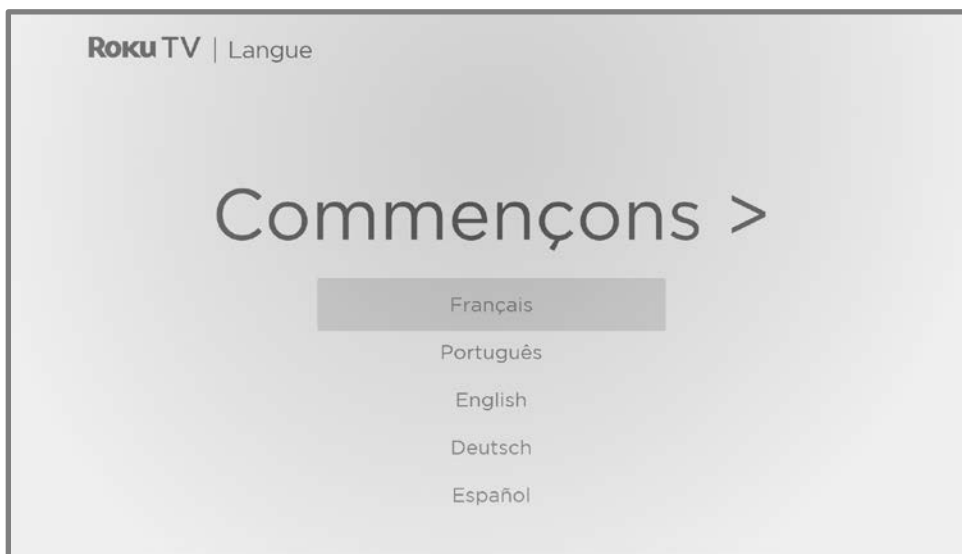 Roku TV | Langue
Commençons >
Français
Português
English
Deutsch
Español